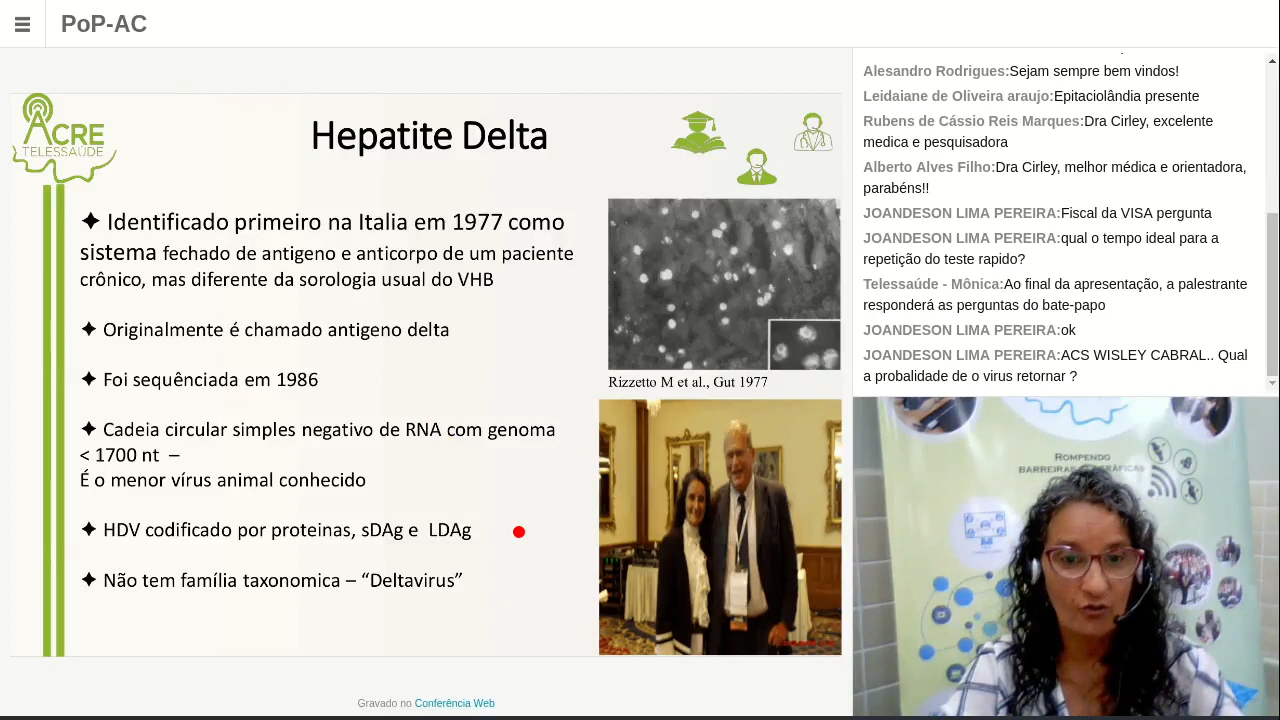 PoP-AC
ACRE
TELESSAÚDE
Hepatite Delta
✦ Identificado primeiro na Italia em 1977 como
sistema fechado de antigeno e anticorpo de um paciente
crônico, mas diferente da sorologia usual do VHB
✦ Originalmente é chamado antigeno delta
✦ Foi sequênciada em 1986
✦ Cadeia circular simples negativo de RNA com genoma
< 1700 nt –
É o menor vírus animal conhecido
✦ HDV codificado por proteinas, sDAg e LDAg
✦ Não tem família taxonomica – “Deltavirus”
Rizzetto M et al., Gut 1977
Gravado no Conferência Web
Alesandro Rodrigues:Sejam sempre bem vindos!
Leidaiane de Oliveira araujo:Epitaciolândia presente
Rubens de Cássio Reis Marques:Dra Cirley, excelente
medica e pesquisadora
Alberto Alves Filho:Dra Cirley, melhor médica e orientadora,
parabéns!!
JOANDESON LIMA PEREIRA:Fiscal da VISA pergunta
JOANDESON LIMA PEREIRA:qual o tempo ideal para a
repetição do teste rapido?
Telessaúde - Mônica:Ao final da apresentação, a palestrante
responderá as perguntas do bate-papo
JOANDESON LIMA PEREIRA:ok
JOANDESON LIMA PEREIRA:ACS WISLEY CABRAL.. Qual
a probalidade de o virus retornar ?
ROMPENDO
BARREIRAS